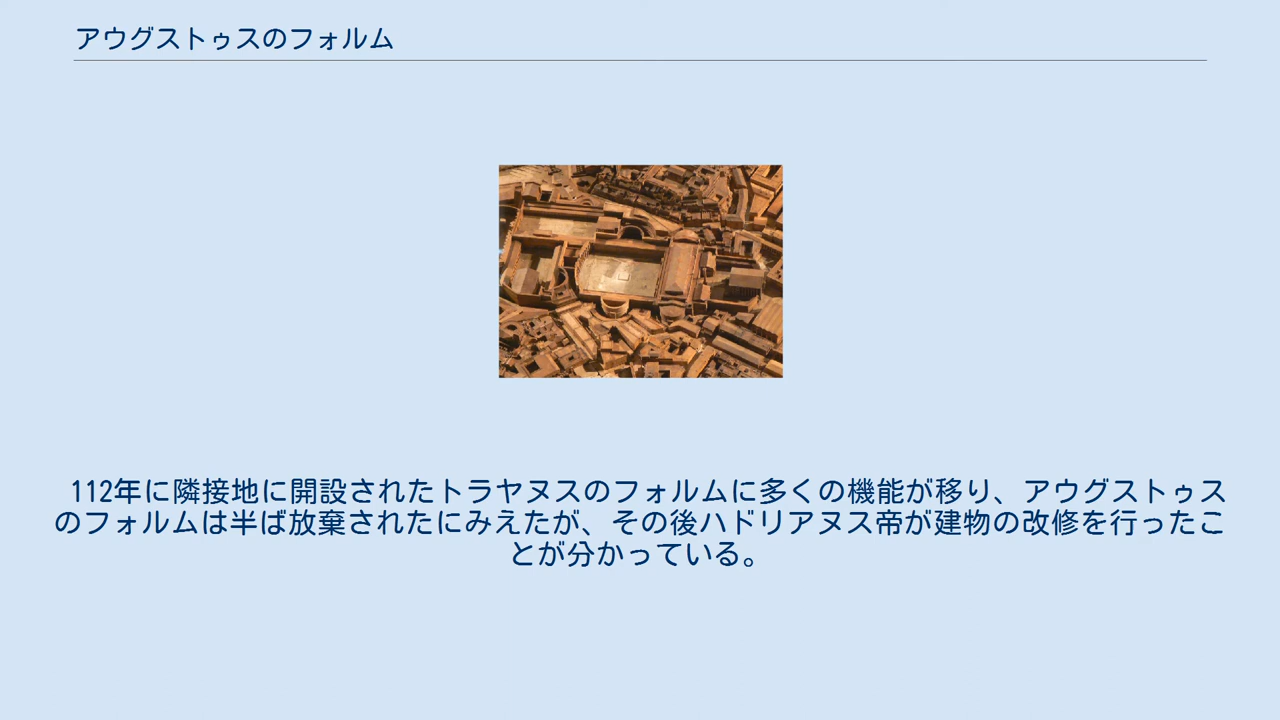 アウグストゥスのフォルム
112年に隣接地に開設されたトラヤヌスのフォルムに多くの機能が移り、アウグストゥス
のフォルムは半ば放棄されたにみえたが、その後ハドリアヌス帝が建物の改修を行ったこ
とが分かっている。